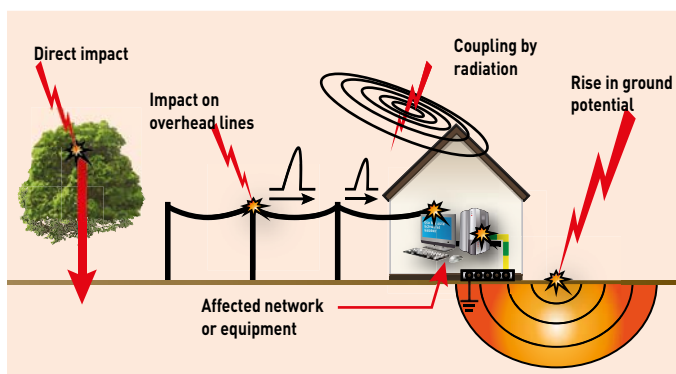 Direct impact
Impact on
overhead lines
Coupling by
radiation
Rise in ground
potential
Affected network
or equipment